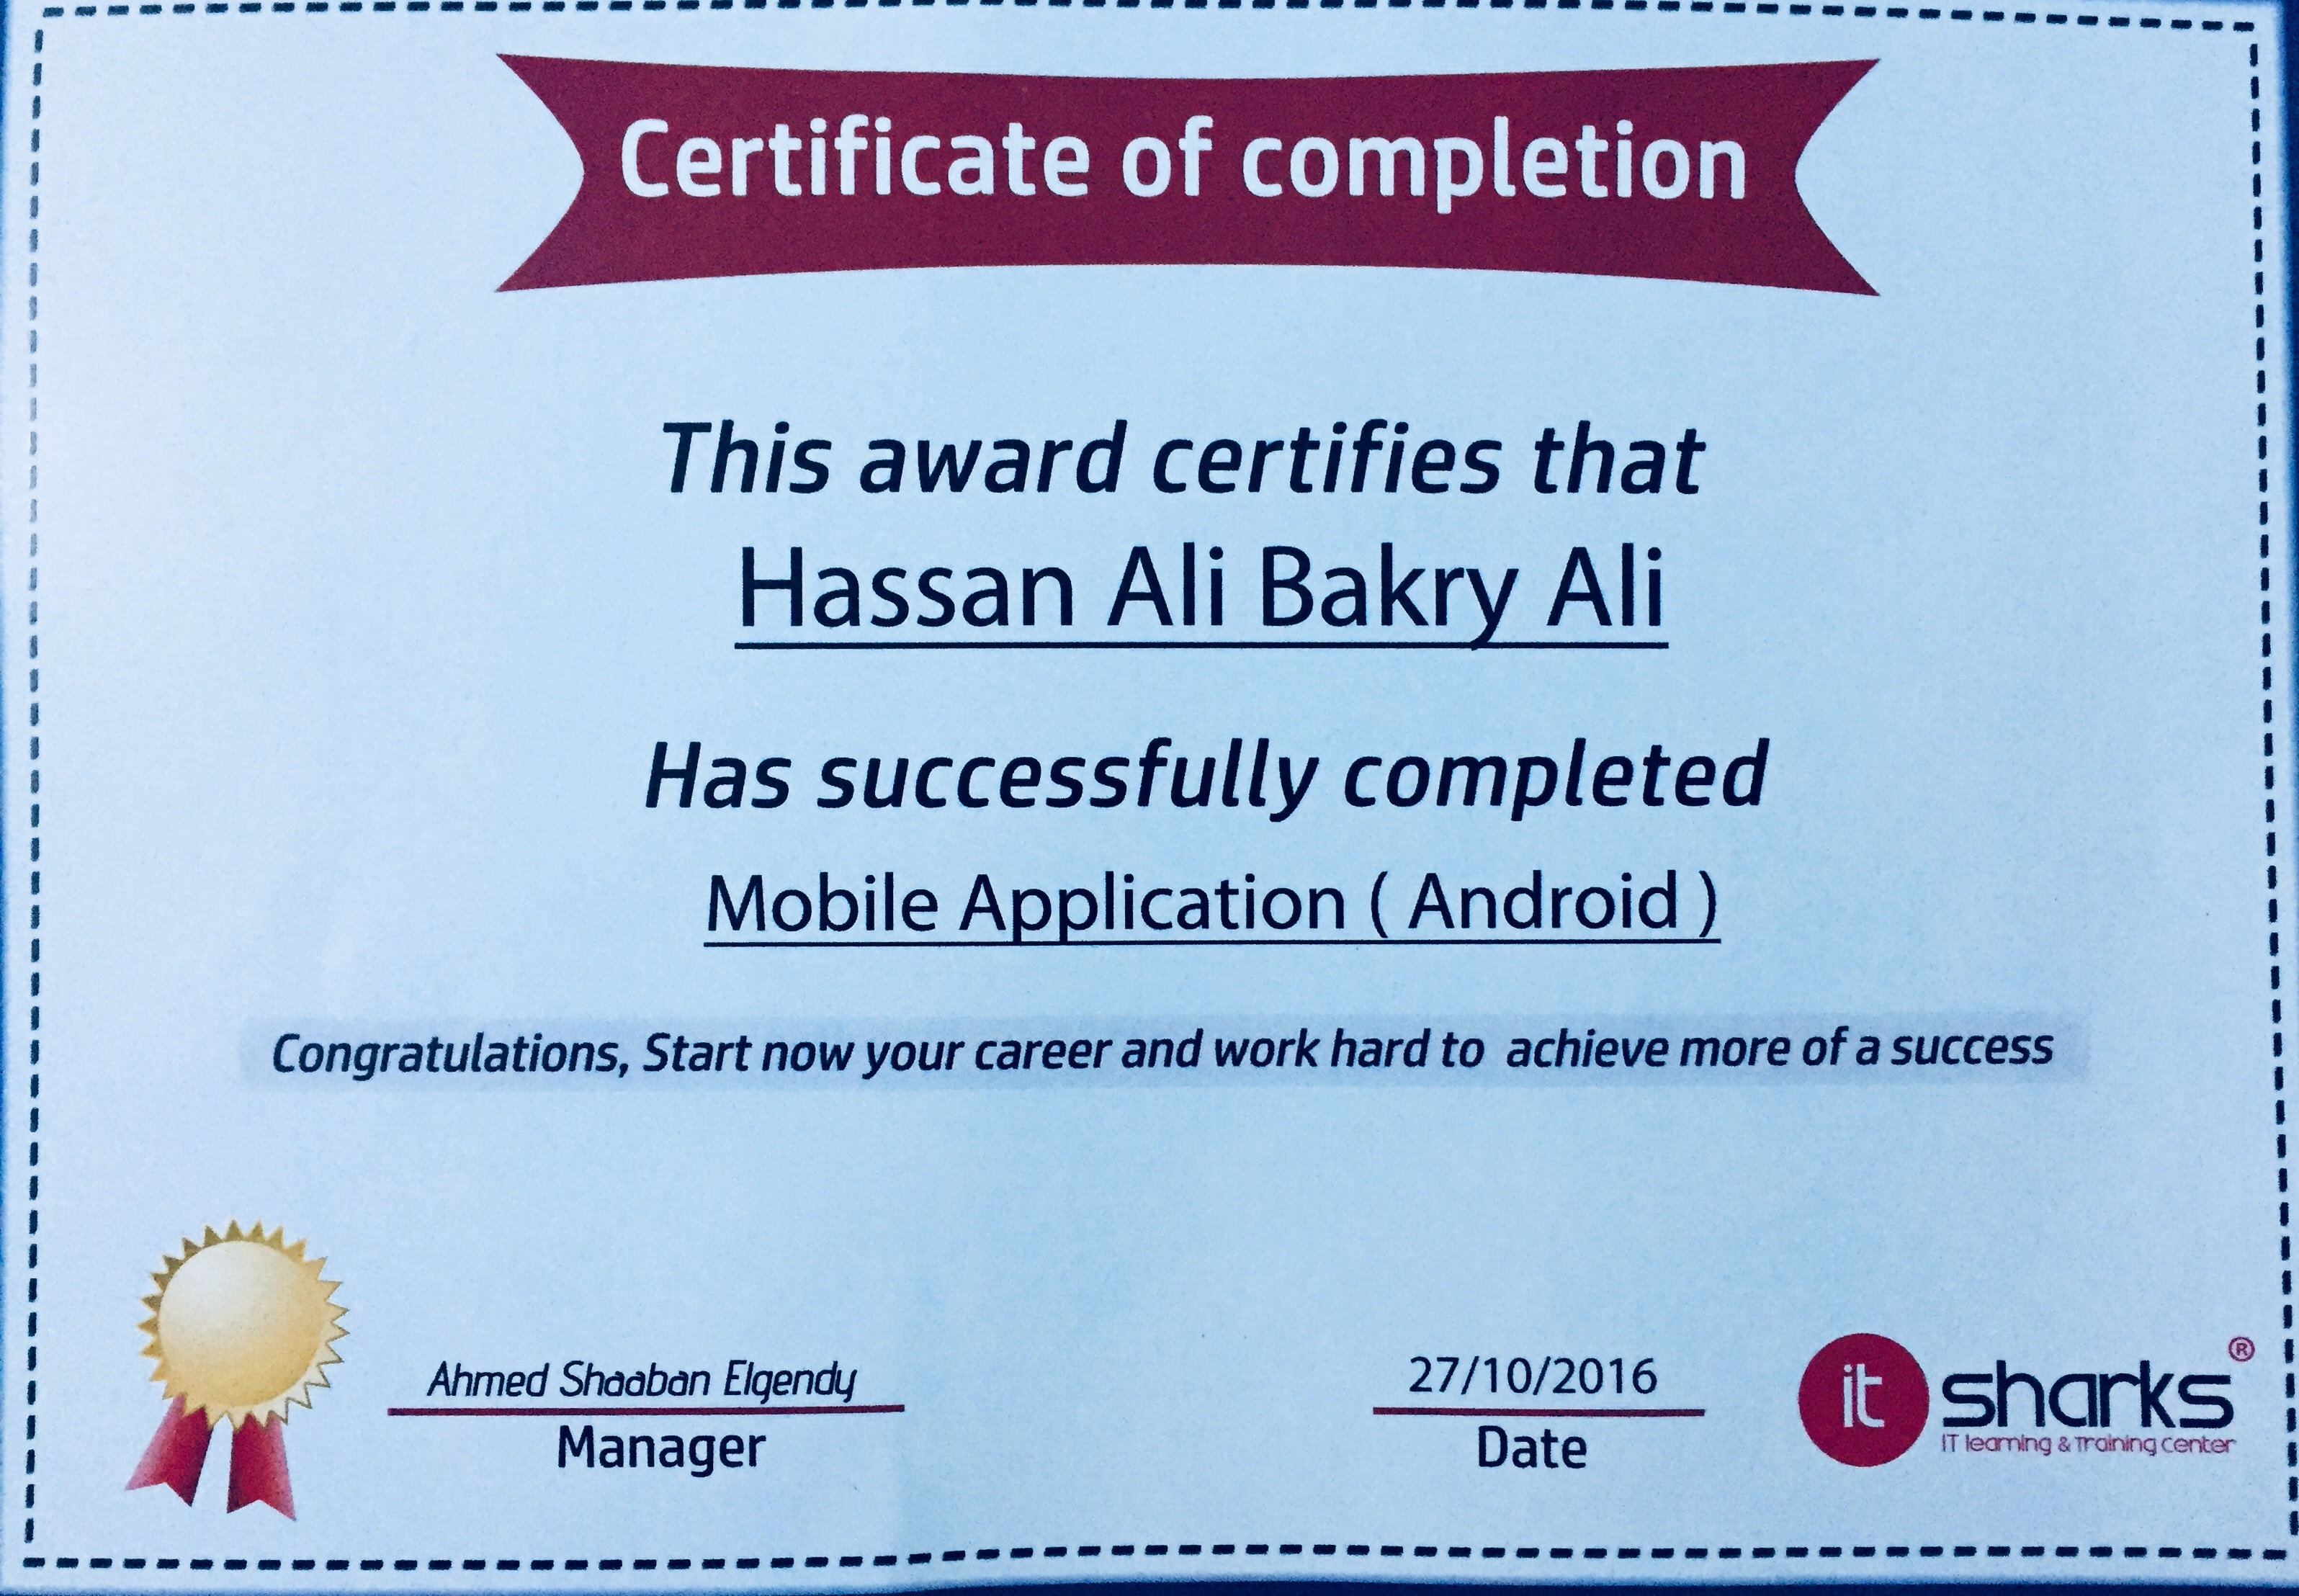 Certificate of completion
This award certifies that
Hassan Ali Bakry Ali
Has successfully completed
Mobile Application ( Android )
Congratulations, Start now your career and work hard to achieve more of a success
Ahmed Shaaban Elgendy
Manager
27/10/2016
Date
it sharks ®
IT learning & Training center